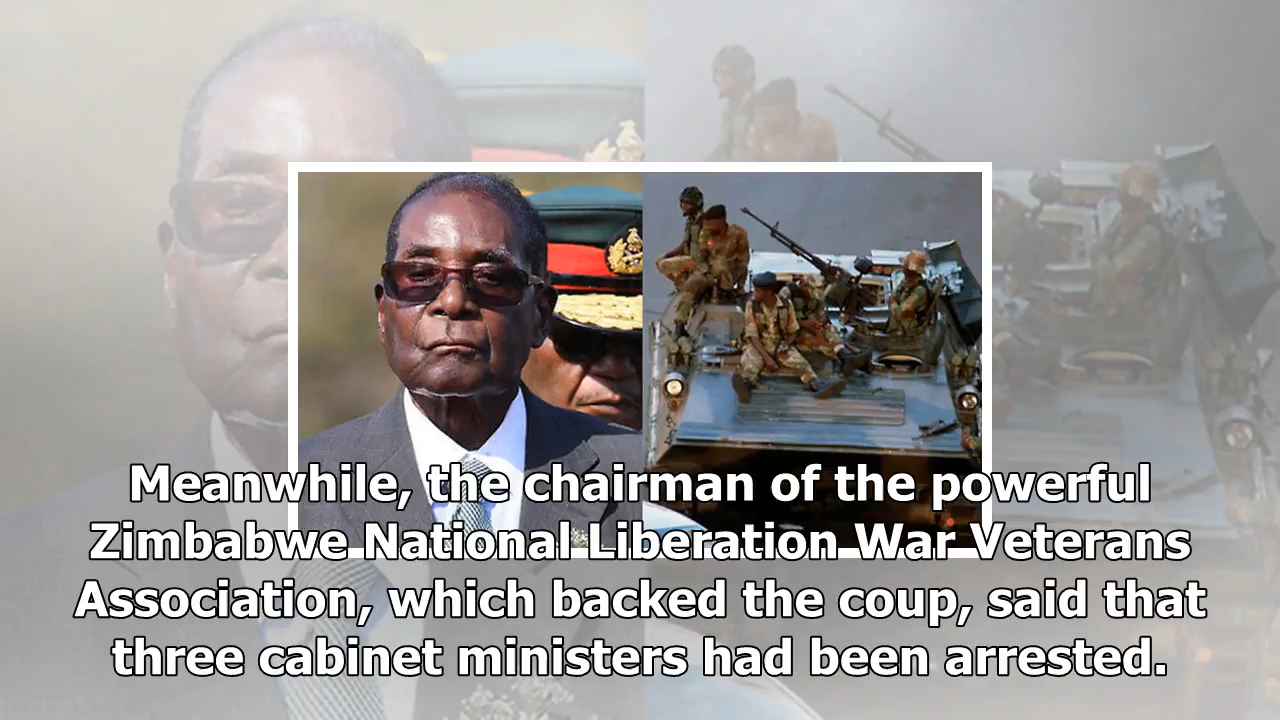 Meanwhile, the chairman of the powerful
Zimbabwe National Liberation War Veterans
Association, which backed the coup, said that
three cabinet ministers had been arrested.